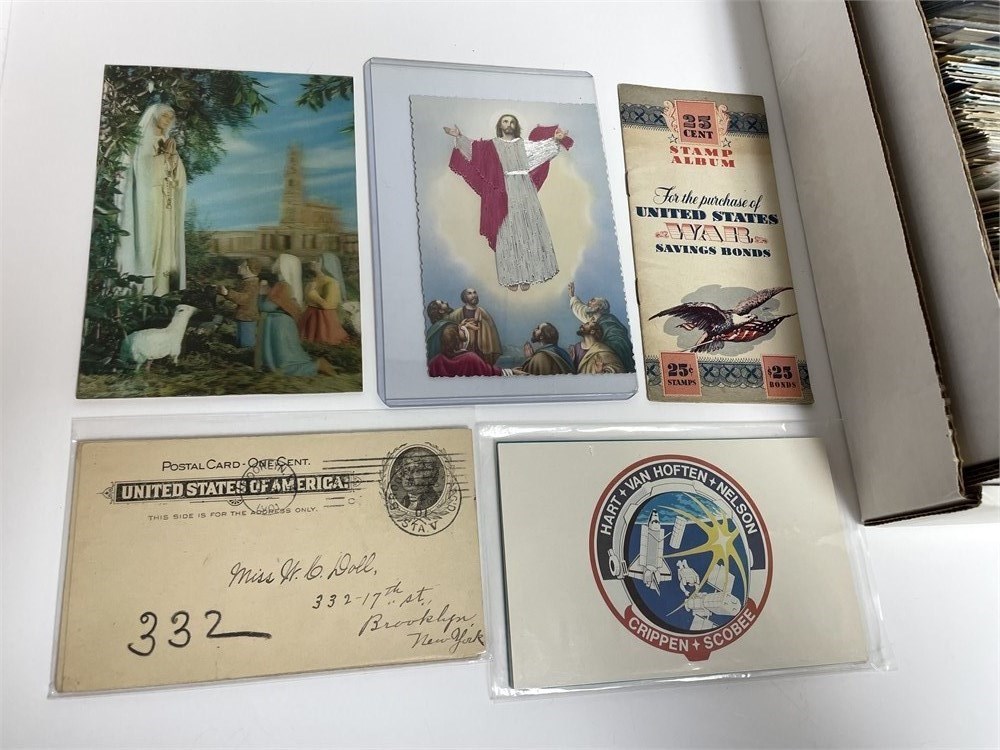 25
CENT
STAMP
ALBUM
For the purchase of
UNITED STATES
WAR
SAVINGS BONDS
25¢
STAMPS
$25
BONDS
POSTAL CARD - ONE CENT.
UNITED STATES OF AMERICA.
THIS SIDE IS FOR THE ADDRESS ONLY.
Miss W. C. Doll,
332-17th "St."
Brooklyn,
New York
332
HART + VAN HOFTEN + NELSON
CRIPPEN + SCOBEE